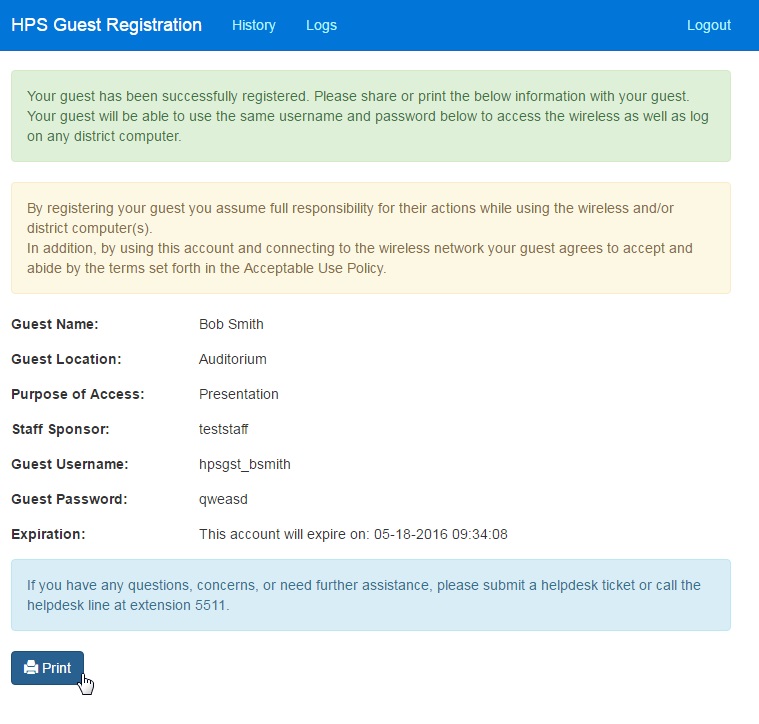 HPS Guest Registration History Logs Logout
Your guest has been successfully registered. Please share or print the below information with your guest.
Your guest will be able to use the same username and password below to access the wireless as well as log
on any district computer.
By registering your guest you assume full responsibility for their actions while using the wireless and/or
district computer(s).
In addition, by using this account and connecting to the wireless network your guest agrees to accept and
abide by the terms set forth in the Acceptable Use Policy.
Guest Name: Bob Smith
Guest Location: Auditorium
Purpose of Access: Presentation
Staff Sponsor: teststaff
Guest Username: hpsgst_bsmith
Guest Password: qweasd
Expiration: This account will expire on: 05-18-2016 09:34:08
If you have any questions, concerns, or need further assistance, please submit a helpdesk ticket or call the
helpdesk line at extension 5511.
Print